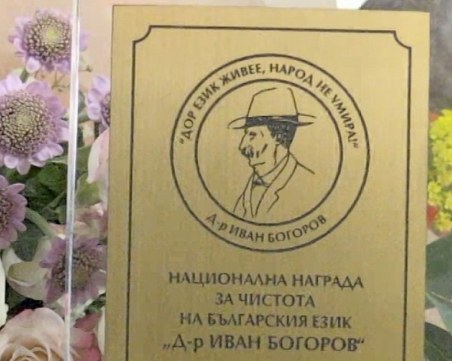 "ДОР ЕЗИК ЖИВЕЕ, НАРОД НЕ УМИРА!"
Д-р ИВАН БОГОРОВ
НАЦИОНАЛНА НАГРАДА
ЗА ЧИСТОТА
НА БЪЛГАРСКИЯ ЕЗИК
„Д-р ИВАН БОГОРОВ“